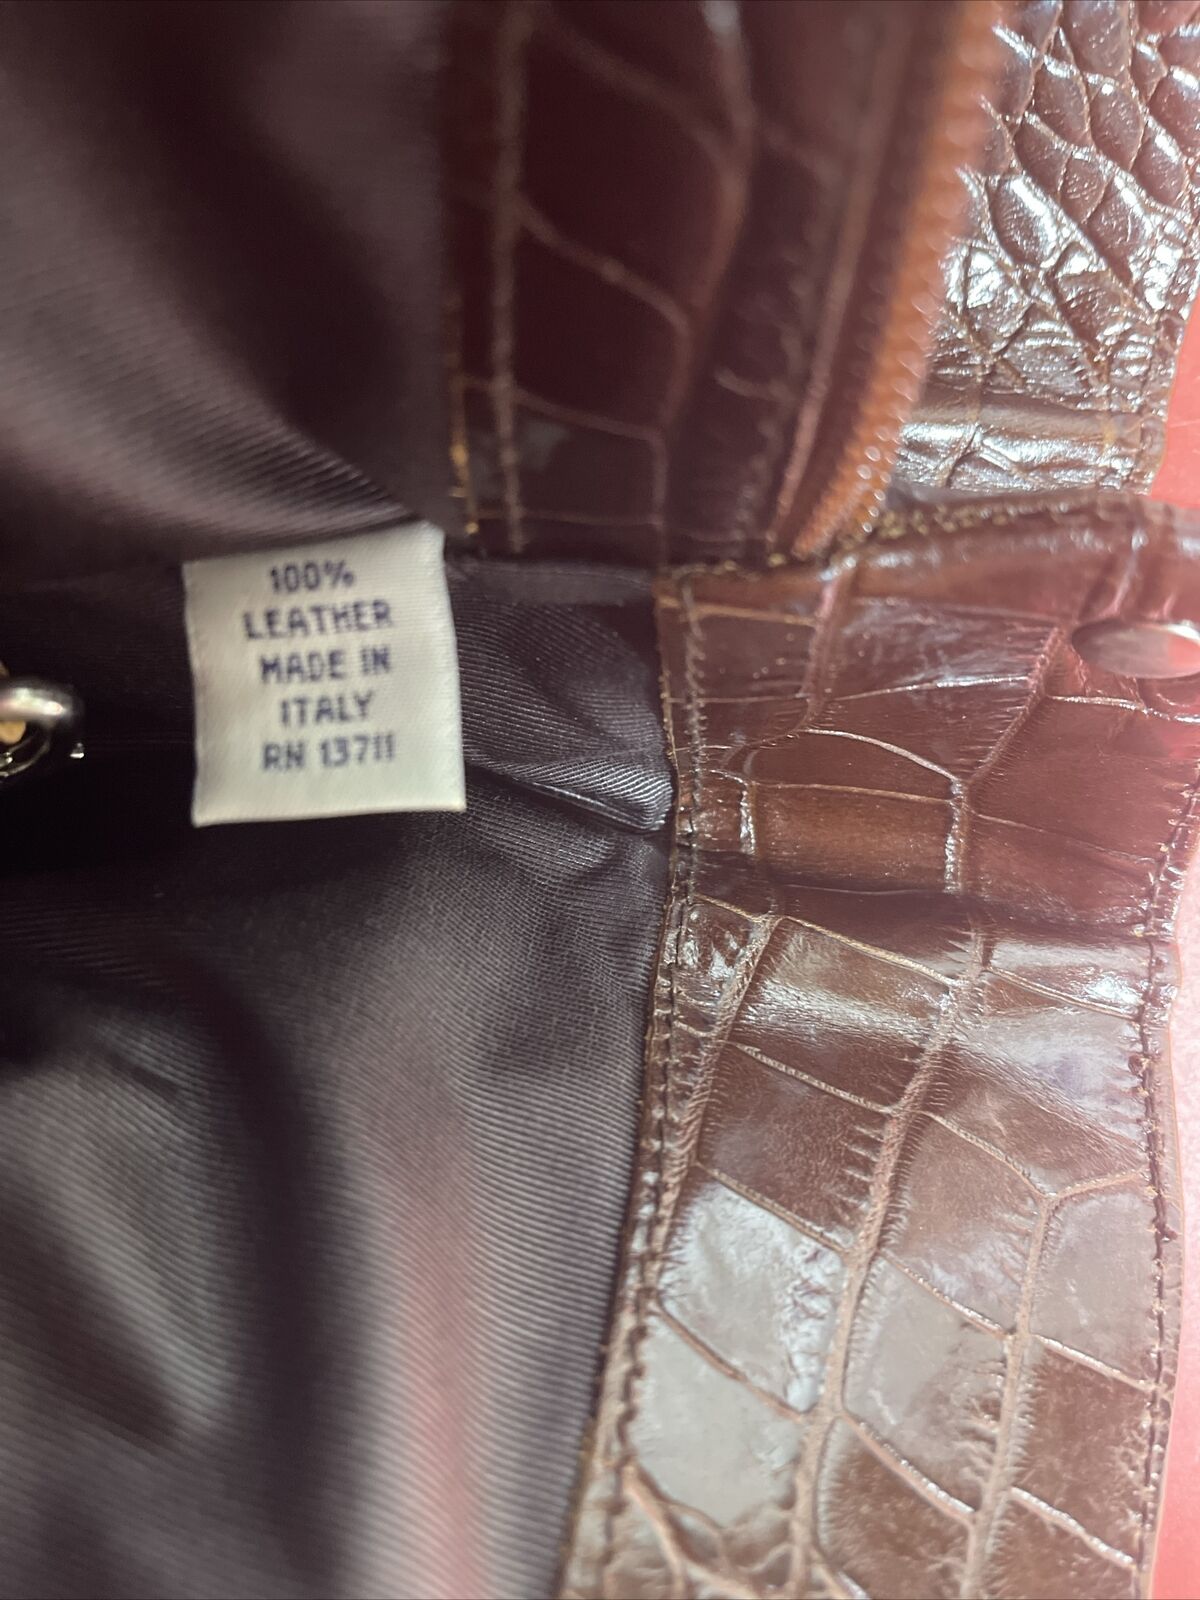 100%
LEATHER
MADE IN
ITALY
RN 13711